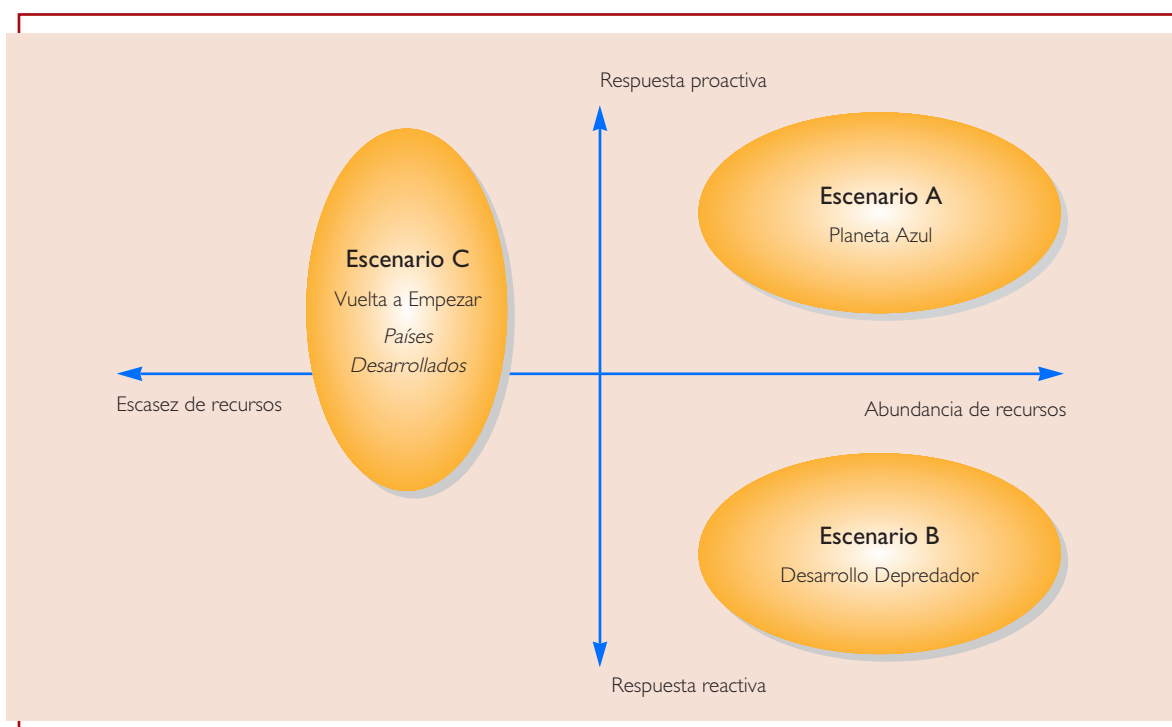 Respuesta proactiva
Escenario A
Planeta Azul
Escenario C
Vuelta a Empezar
Países
Desarrollados
Escasez de recursos
Abundancia de recursos
Escenario B
Desarrollo Depredador
Respuesta reactiva